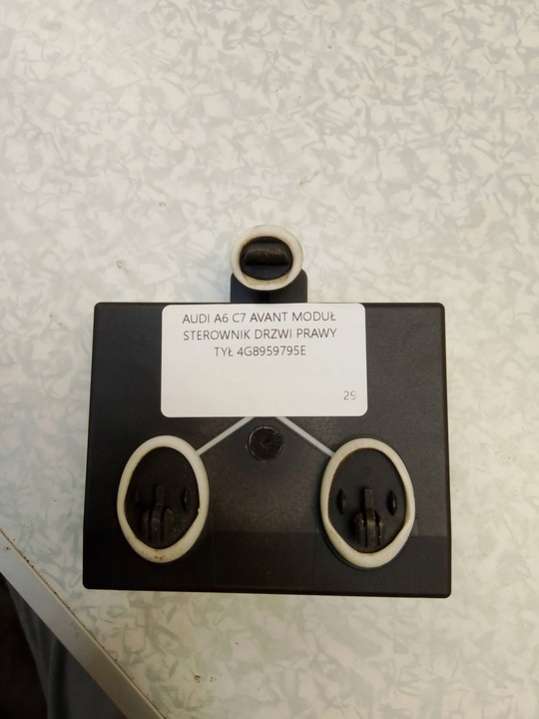 AUDI A6 C7 AVANT MODUŁ
STEROWNIK DRZWI PRAWY
TYŁ 4G8959795E
29